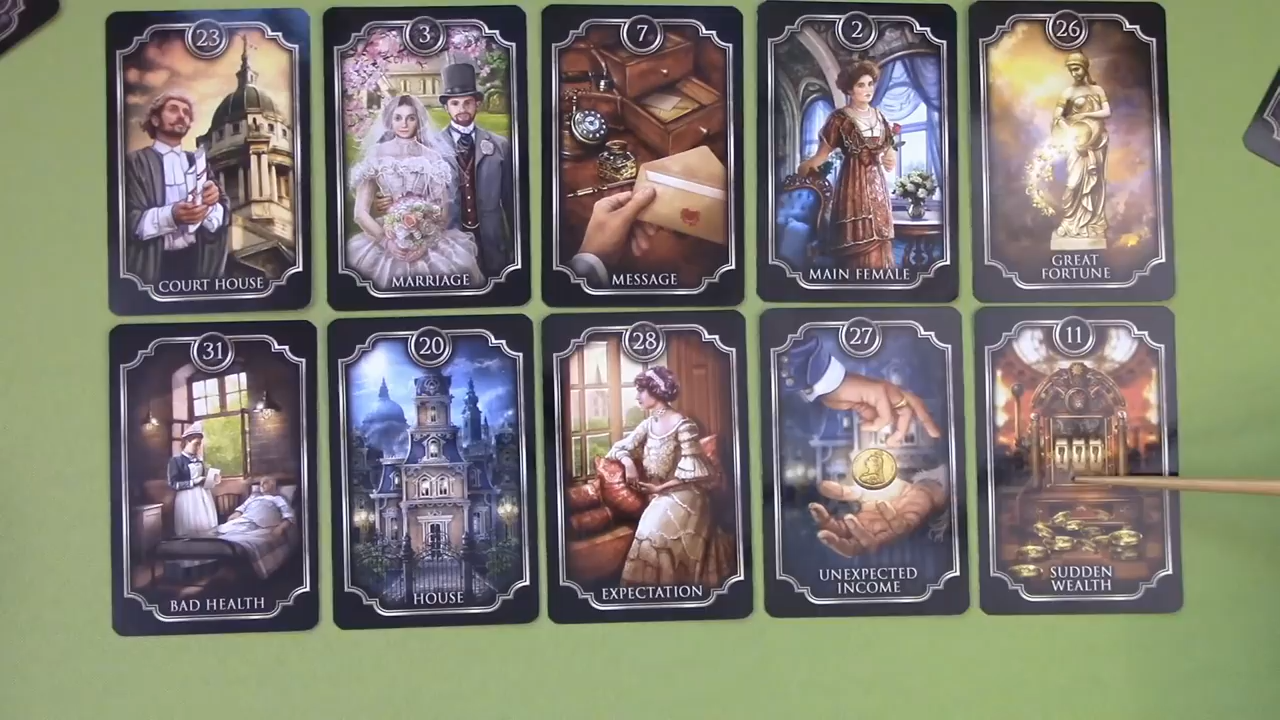 23
COURT HOUSE
3
MARRIAGE
7
MESSAGE
2
MAIN FEMALE
26
GREAT
FORTUNE
31
BAD HEALTH
20
HOUSE
28
EXPECTATION
27
UNEXPECTED
INCOME
11
777
SUDDEN
WEALTH